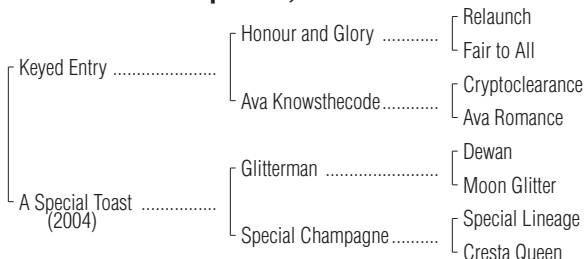 Relaunch
Honour and Glory ............
Fair to All
Keyed Entry ......................
Cryptoclearance
Ava Knowsthecode............
Ava Romance
Dewan
Glitterman ........................
Moon Glitter
A Special Toast ................
(2004)
Special Lineage
Special Champagne..........
Cresta Queen